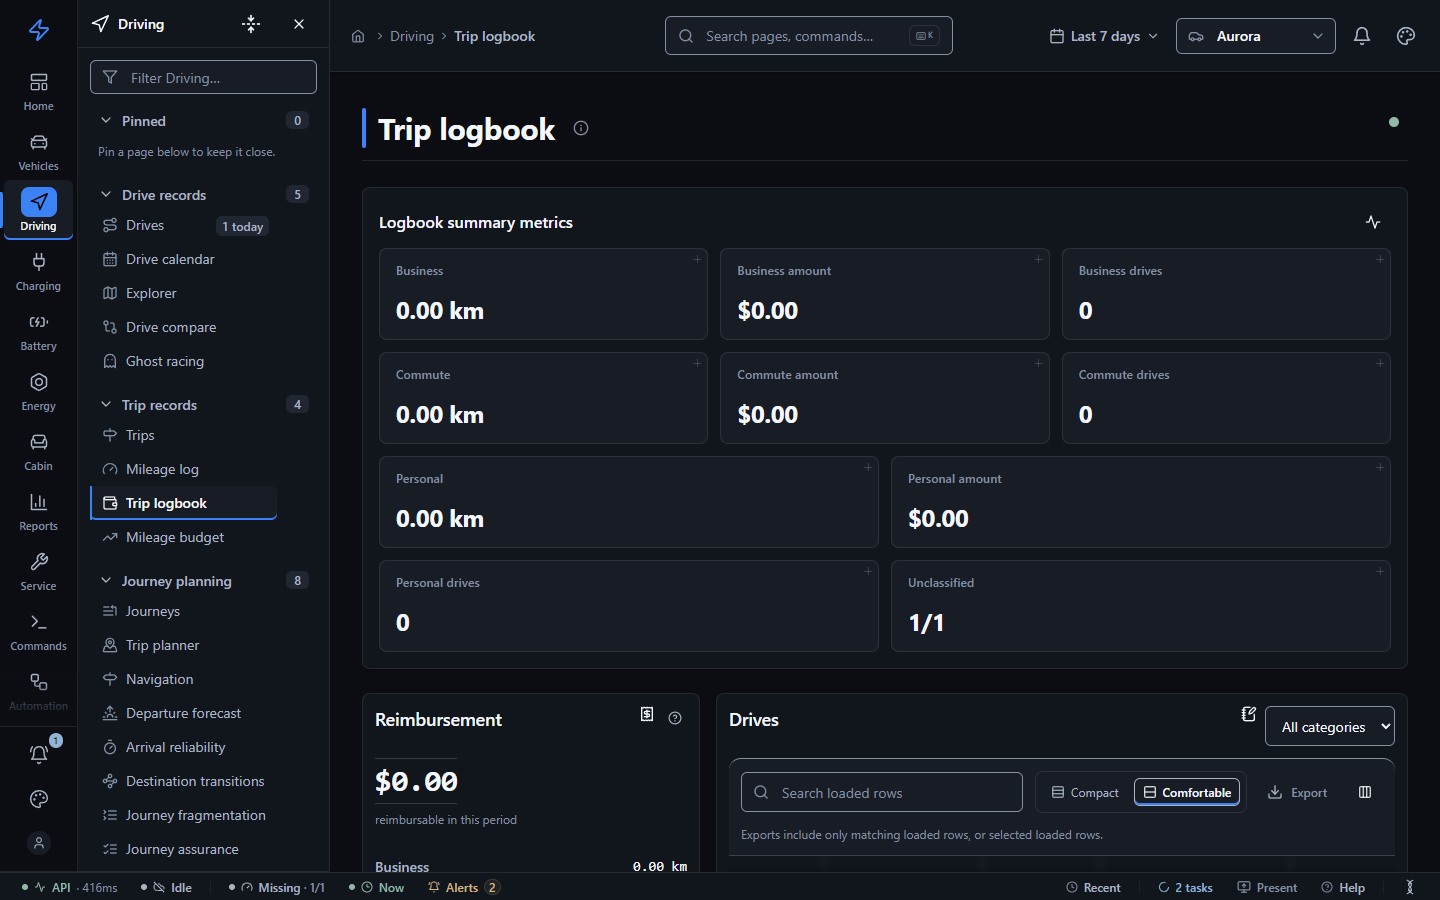 Driving
Driving
Trip logbook
Search pages, commands...
K
Last 7 days
Aurora
Home
Vehicles
Driving
Charging
Battery
Energy
Cabin
Reports
Service
Commands
Automation
1
Filter Driving...
Pinned
0
Pin a page below to keep it close.
Drive records
5
Drives
1 today
Drive calendar
Explorer
Drive compare
Ghost racing
Trip records
4
Trips
Mileage log
Trip logbook
Mileage budget
Journey planning
8
Journeys
Trip planner
Navigation
Departure forecast
Arrival reliability
Destination transitions
Journey fragmentation
Journey assurance
Trip logbook
Logbook summary metrics
Business
0.00 km
Business amount
$0.00
Business drives
0
Commute
0.00 km
Commute amount
$0.00
Commute drives
0
Personal
0.00 km
Personal amount
$0.00
Personal drives
0
Unclassified
1/1
Reimbursement
$0.00
reimbursable in this period
Business
0.00 km
Drives
All categories
Search loaded rows
Compact
Comfortable
Export
Exports include only matching loaded rows, or selected loaded rows.
API · 416ms
Idle
Missing · 1/1
Now
Alerts 2
Recent
2 tasks
Present
Help